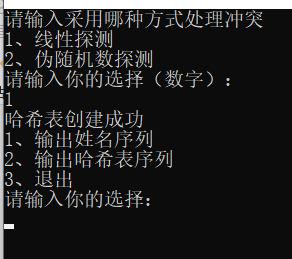 请输入采用哪种方式处理冲突
1、线性探测
2、伪随机数探测
请输入你的选择（数字）：
1
哈希表创建成功
1、输出姓名序列
2、输出哈希表序列
3、退出
请输入你的选择：